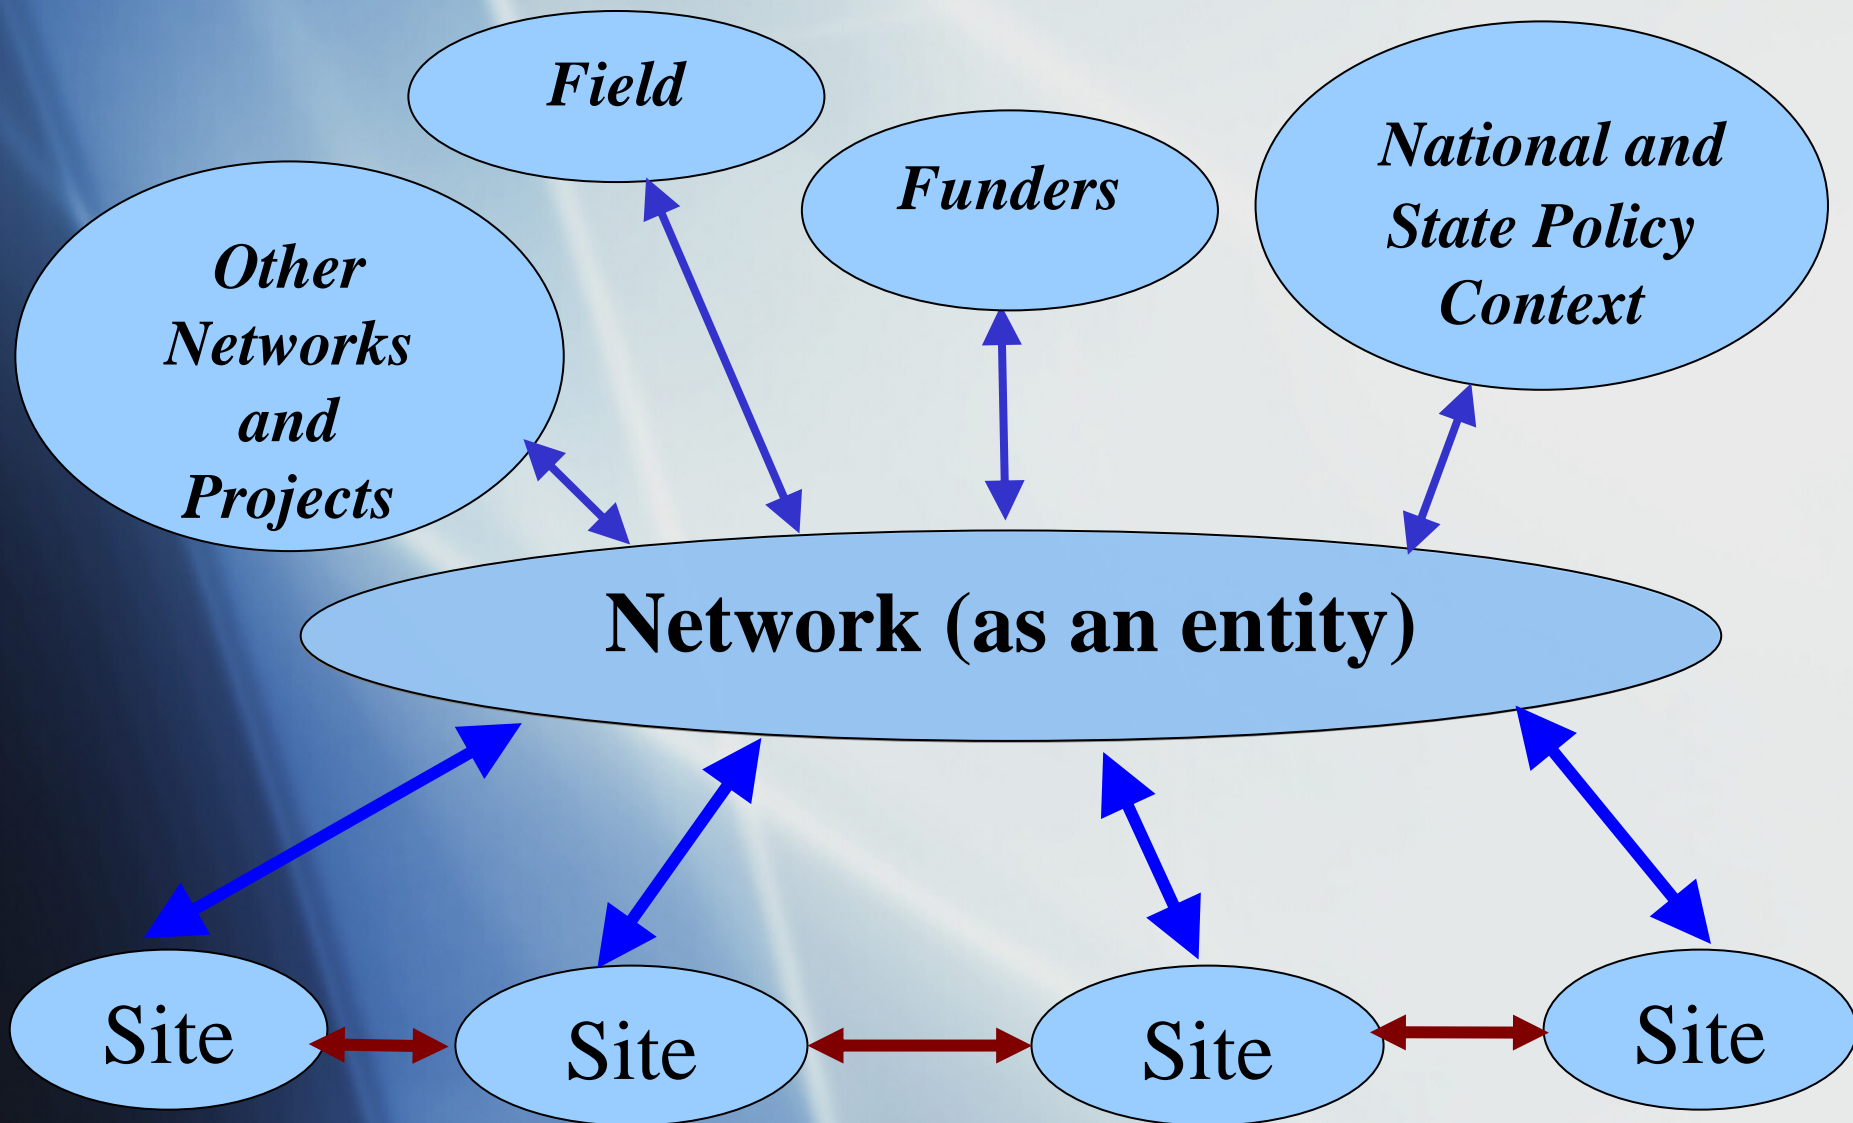 Field
Funders
National and
State Policy
Context
Other
Networks
and
Projects
Network (as an entity)
Site
Site
Site
Site